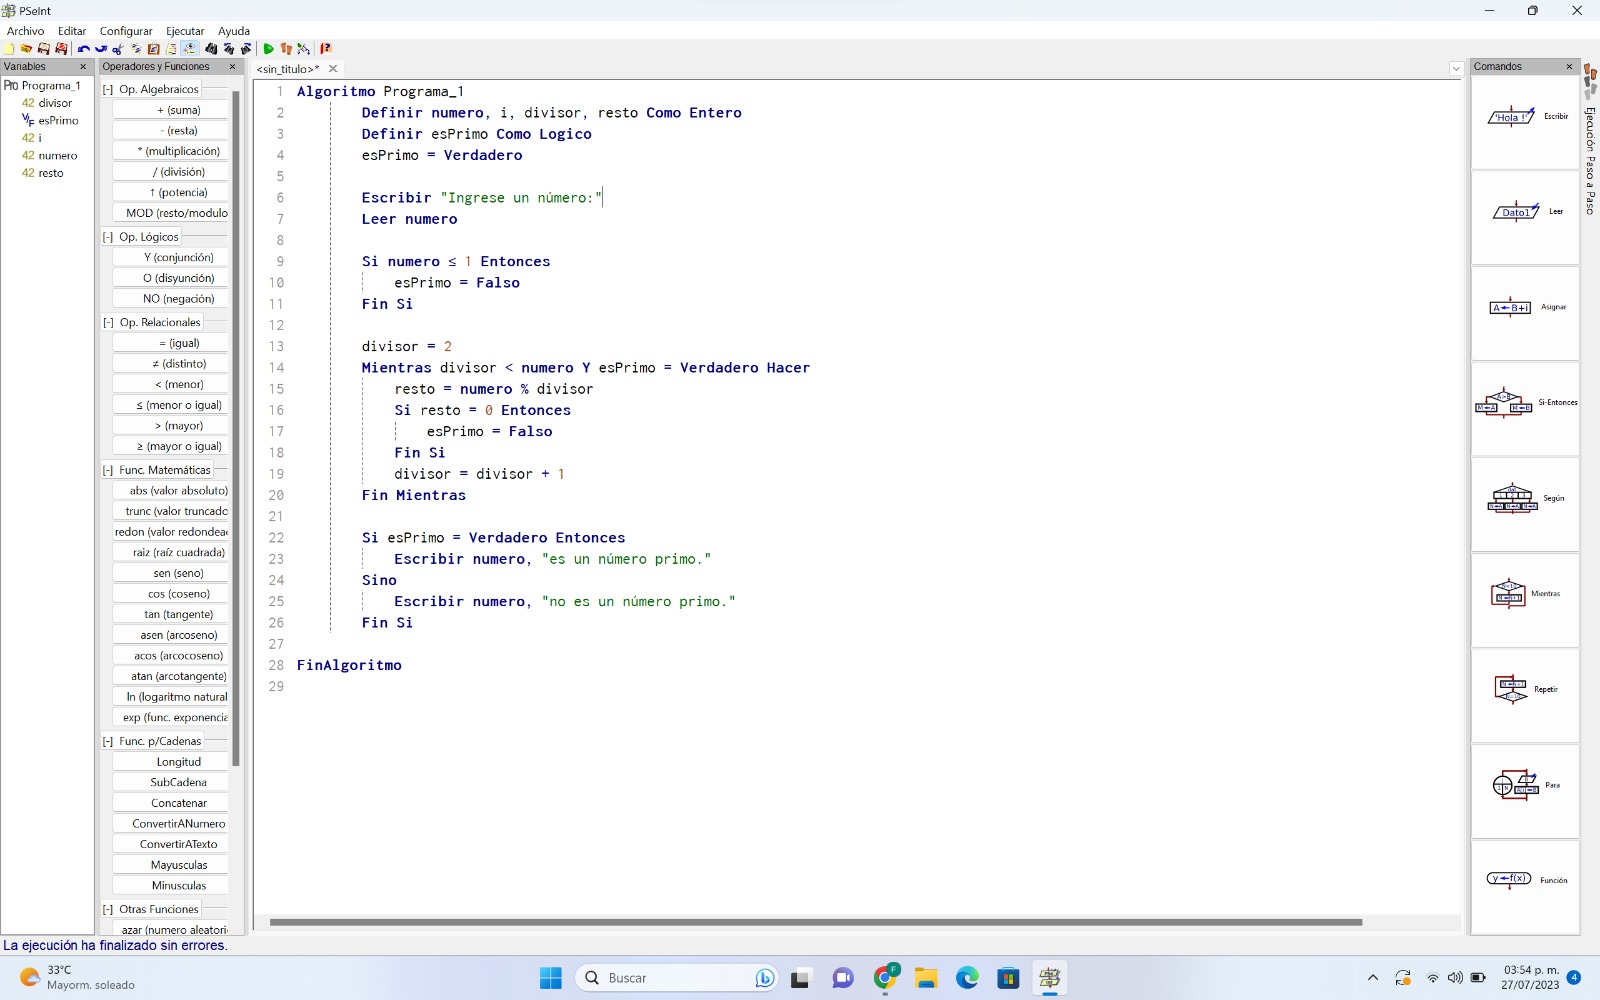 PSeInt
Archivo Editar Configurar Ejecutar Ayuda
Variables
Pro Programa_1
42 divisor
V/F esPrimo
42 i
42 numero
42 resto
Operadores y Funciones
[-] Op. Algebraicos
+ (suma)
- (resta)
* (multiplicación)
/ (división)
↑ (potencia)
MOD (resto/modulo
[-] Op. Lógicos
Y (conjunción)
O (disyunción)
NO (negación)
[-] Op. Relacionales
= (igual)
≠ (distinto)
< (menor)
≤ (menor o igual)
> (mayor)
≥ (mayor o igual)
[-] Func. Matemáticas
abs (valor absoluto)
trunc (valor truncado
redon (valor redondea
raiz (raíz cuadrada)
sen (seno)
cos (coseno)
tan (tangente)
asen (arcoseno)
acos (arcocoseno)
atan (arcotangente)
ln (logaritmo natural
exp (func. exponencia
[-] Func. p/Cadenas
Longitud
SubCadena
Concatenar
ConvertirANumero
ConvertirATexto
Mayusculas
Minusculas
[-] Otras Funciones
azar (numero aleatori
<sin_titulo>*
1 Algoritmo Programa_1
2 Definir numero, i, divisor, resto Como Entero
3 Definir esPrimo Como Logico
4 esPrimo = Verdadero
5
6 Escribir "Ingrese un número:"
7 Leer numero
8
9 Si numero ≤ 1 Entonces
10 esPrimo = Falso
11 Fin Si
12
13 divisor = 2
14 Mientras divisor < numero Y esPrimo = Verdadero Hacer
15 resto = numero % divisor
16 Si resto = 0 Entonces
17 esPrimo = Falso
18 Fin Si
19 divisor = divisor + 1
20 Fin Mientras
21
22 Si esPrimo = Verdadero Entonces
23 Escribir numero, "es un número primo."
24 Sino
25 Escribir numero, "no es un número primo."
26 Fin Si
27
28 FinAlgoritmo
29
Comandos
'Hola !' Escribir
Dato1 Leer
A←B+i Asignar
Si-Entonces
Según
Mientras
Repetir
Para
y←f(x) Función
Ejecución Paso a Paso
La ejecución ha finalizado sin errores.
33°C
Mayorm. soleado
Buscar
F
03:54 p. m.
27/07/2023
4